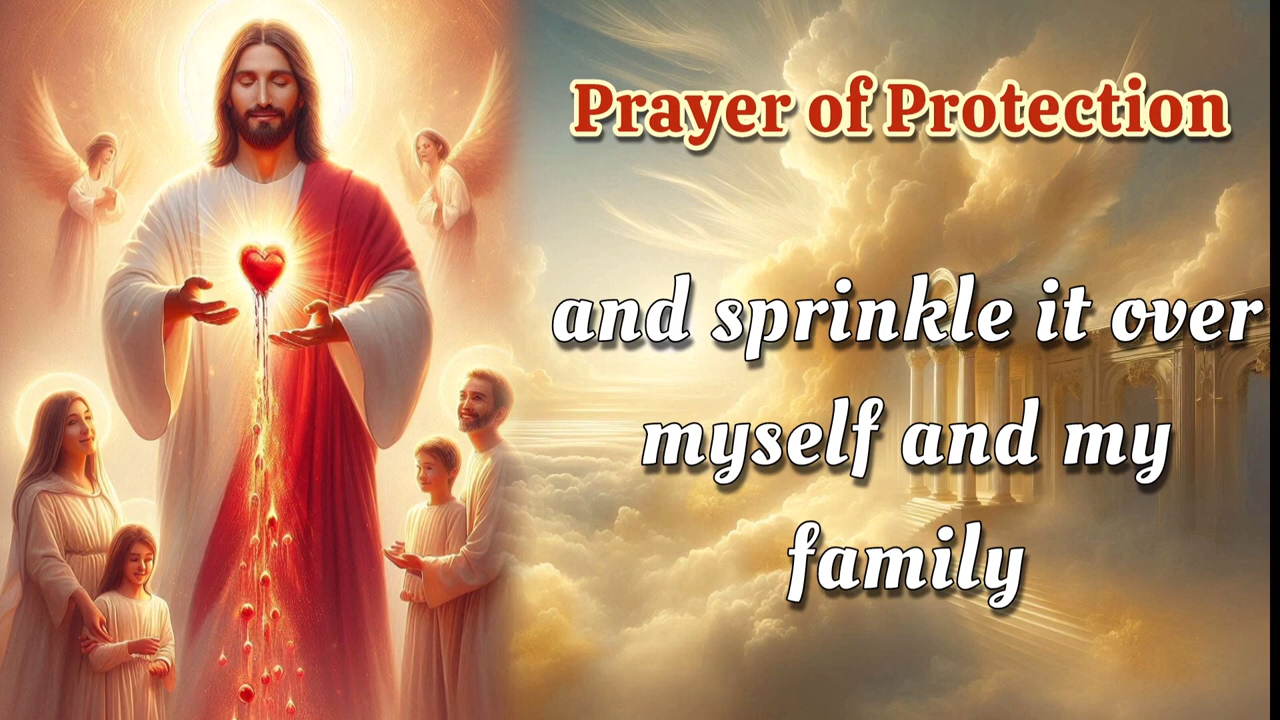 Prayer of Protection
and sprinkle it over
myself and my
family